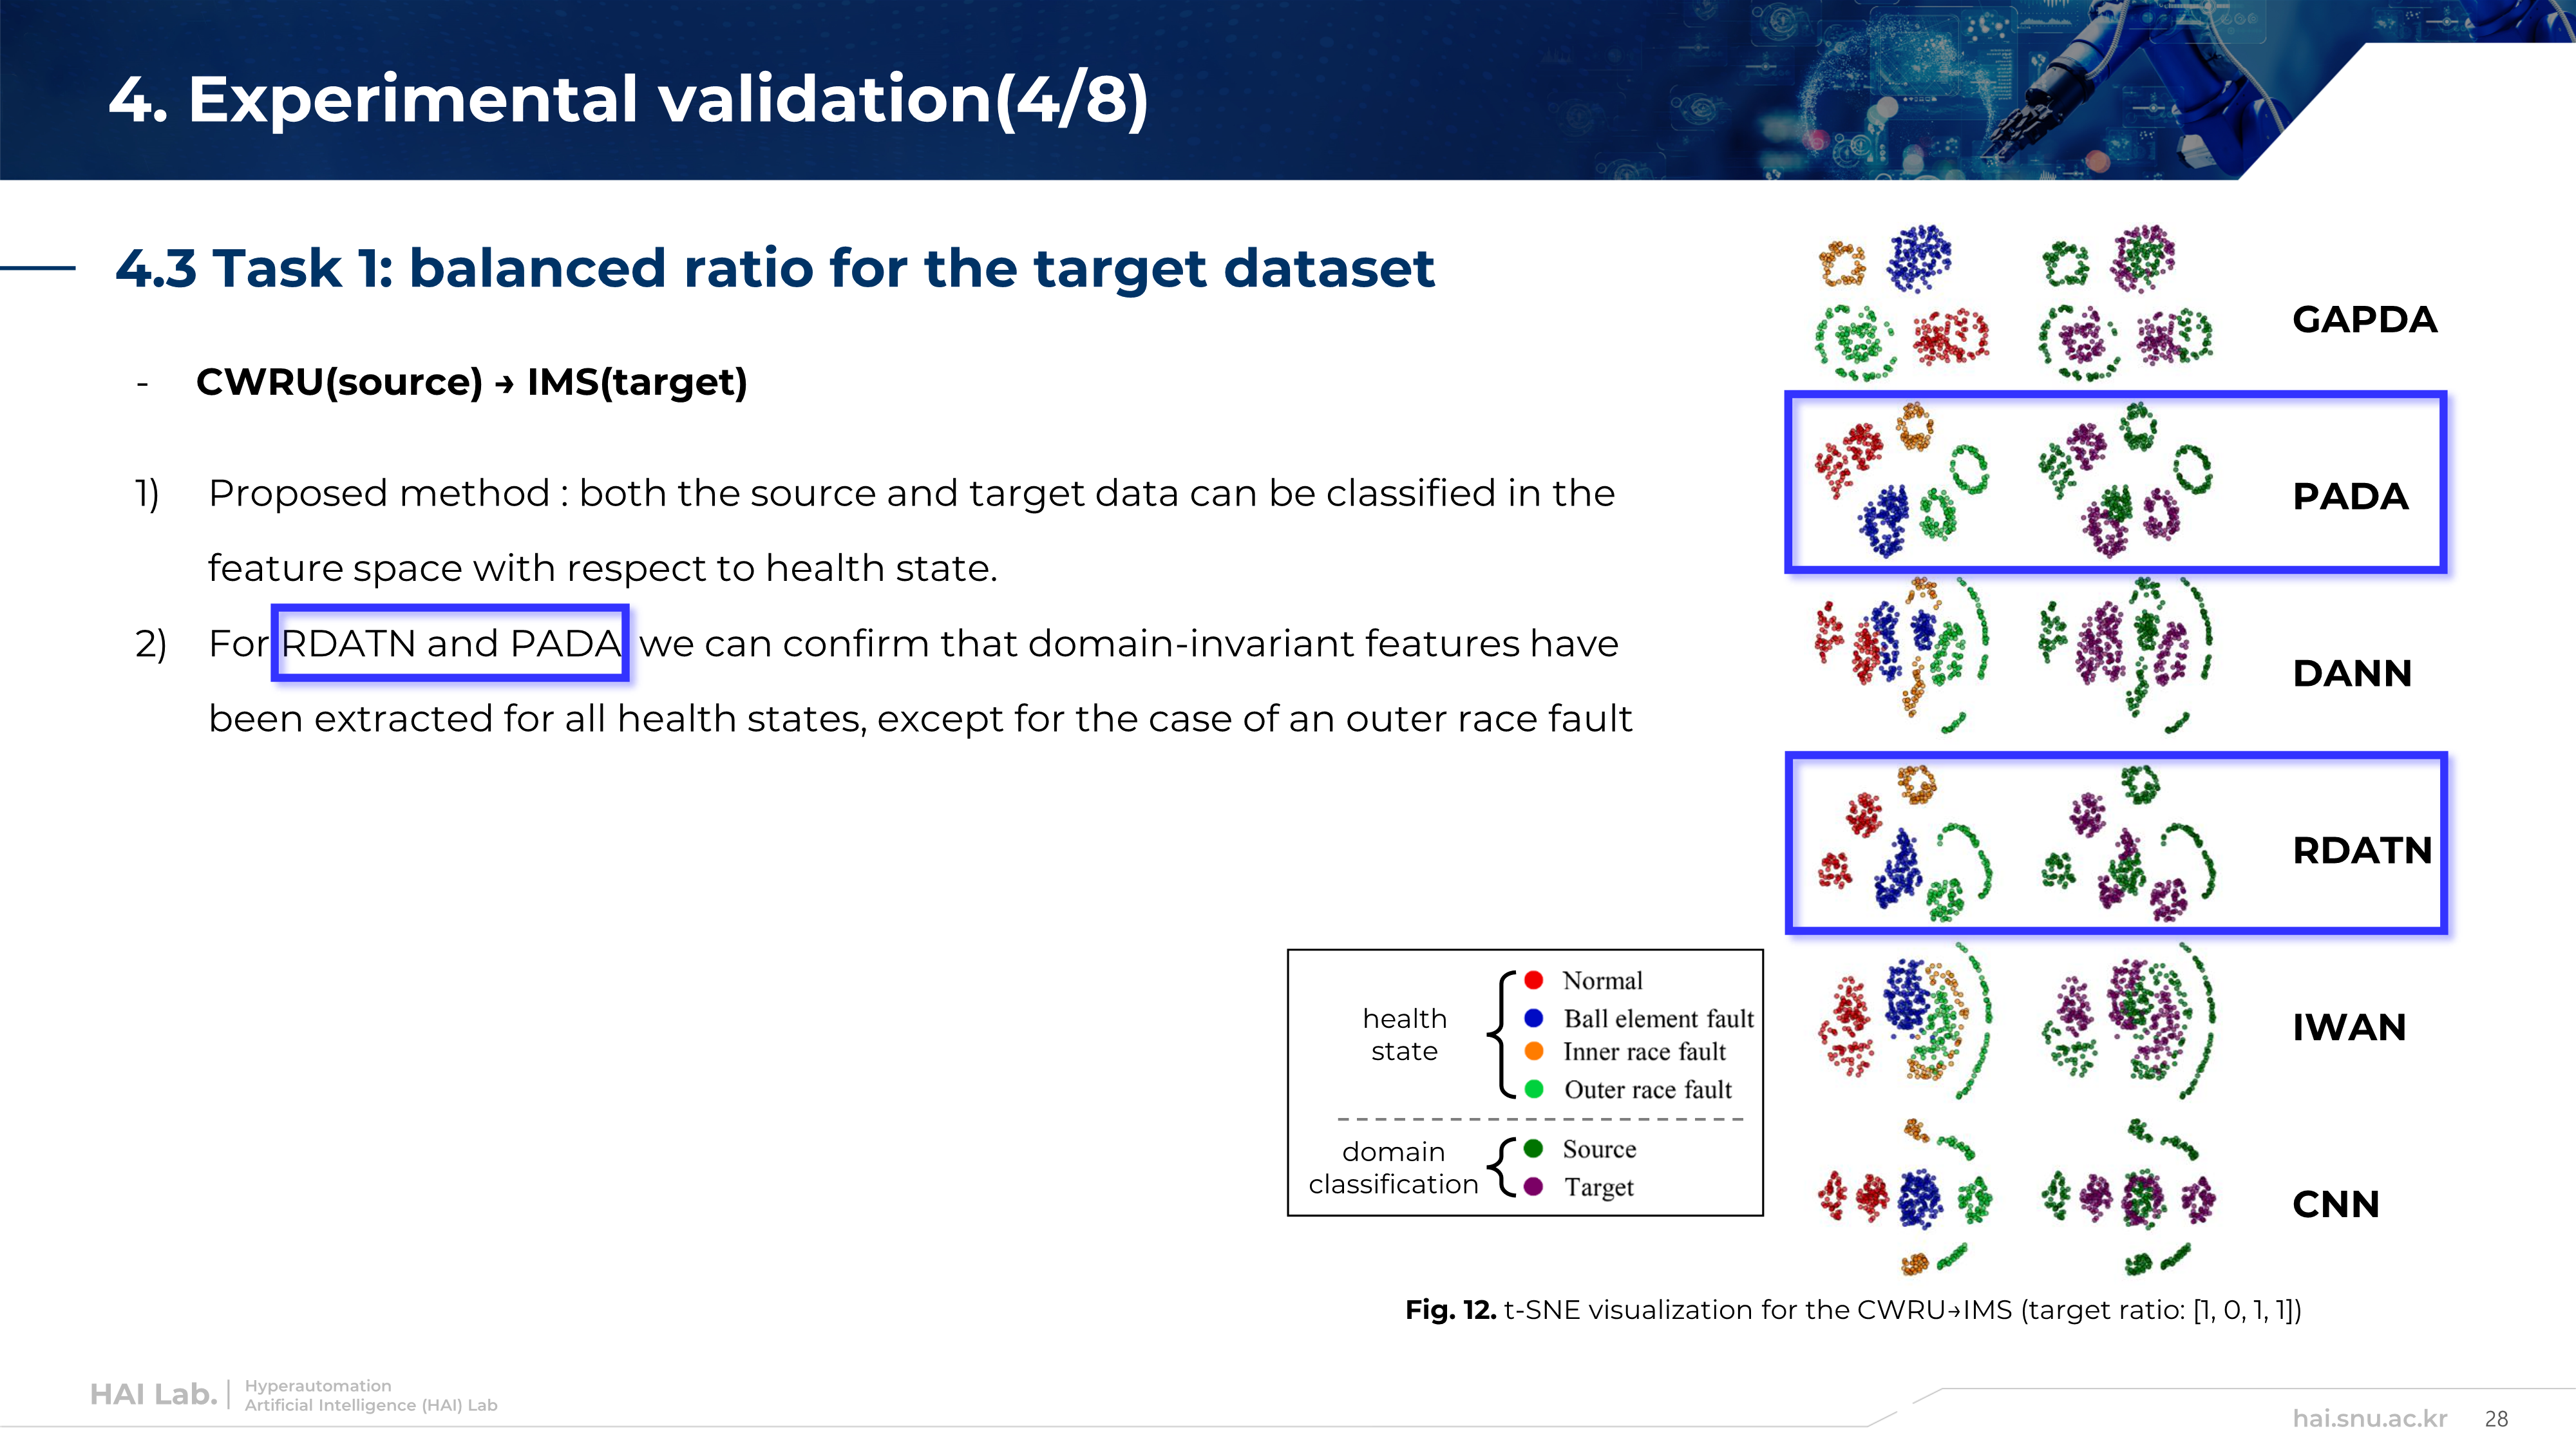 4. Experimental validation(4/8)
4.3 Task 1: balanced ratio for the target dataset
- CWRU(source) → IMS(target)
1) Proposed method : both the source and target data can be classified in the
feature space with respect to health state.
2) For RDATN and PADA we can confirm that domain-invariant features have
been extracted for all health states, except for the case of an outer race fault
GAPDA
PADA
DANN
RDATN
IWAN
CNN
health
state
Normal
Ball element fault
Inner race fault
Outer race fault
domain
classification
Source
Target
Fig. 12. t-SNE visualization for the CWRU→IMS (target ratio: [1, 0, 1, 1])
HAI Lab.
Hyperautomation
Artificial Intelligence (HAI) Lab
hai.snu.ac.kr 28